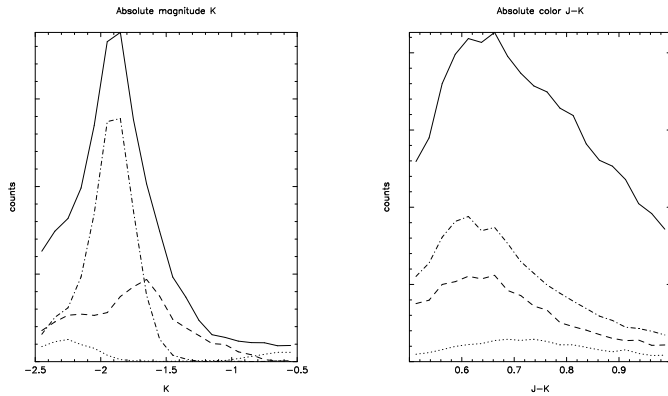 Absolute magnitude K
counts
−2.5 −2 −1.5 −1 −0.5
K
Absolute color J−K
counts
0.6 0.7 0.8 0.9
J−K